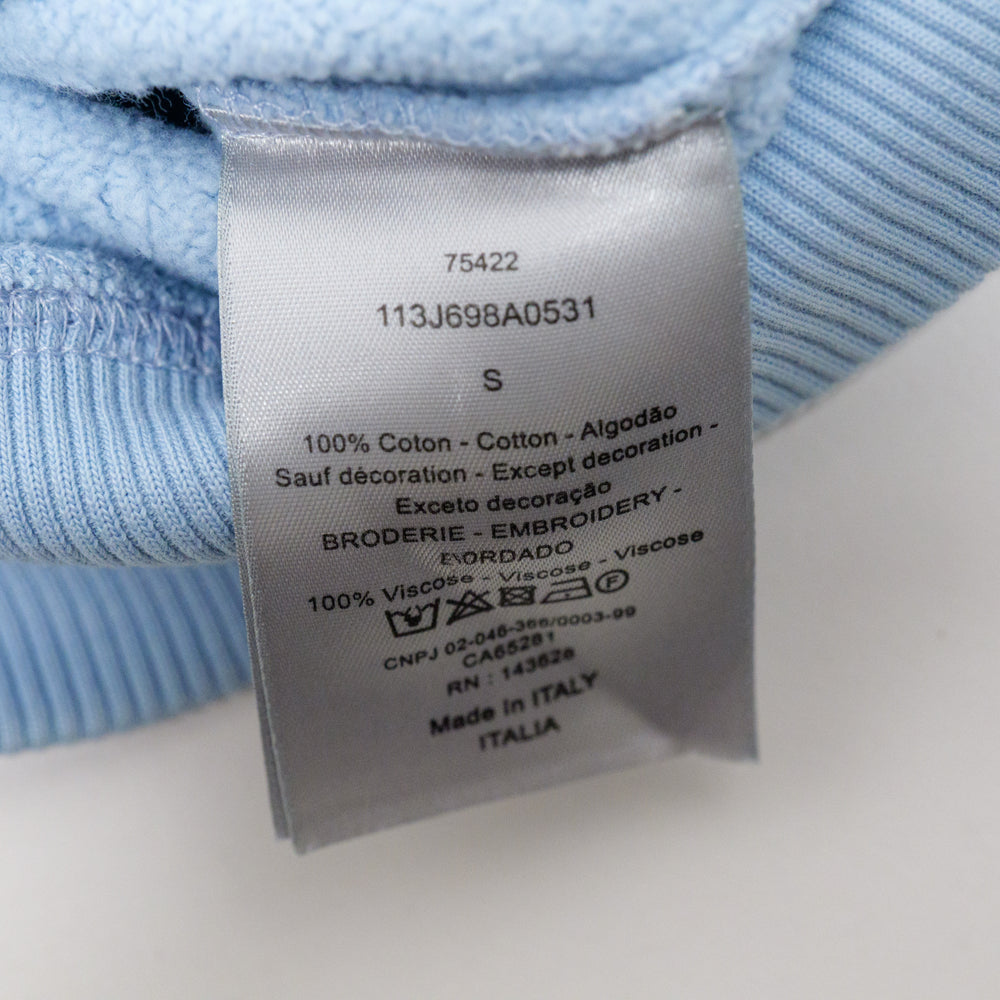 75422
113J698A0531
S
100% Coton - Cotton - Algodão
Sauf décoration - Except decoration -
Exceto decoração
BRODERIE - EMBROIDERY -
100% Viscose - Viscose - Viscose
F
CNPJ 02-046-366/0003-99
CA65281
RN : 143626
Made in ITALY
ITALIA